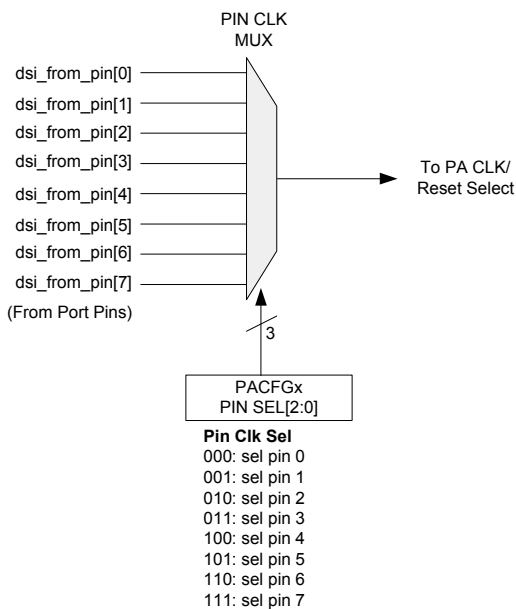 PIN CLK
MUX
dsi_from_pin[0]
dsi_from_pin[1]
dsi_from_pin[2]
dsi_from_pin[3]
dsi_from_pin[4]
dsi_from_pin[5]
dsi_from_pin[6]
dsi_from_pin[7]
(From Port Pins)
To PA CLK/
Reset Select
3
PACFGx
PIN SEL[2:0]
Pin Clk Sel
000: sel pin 0
001: sel pin 1
010: sel pin 2
011: sel pin 3
100: sel pin 4
101: sel pin 5
110: sel pin 6
111: sel pin 7